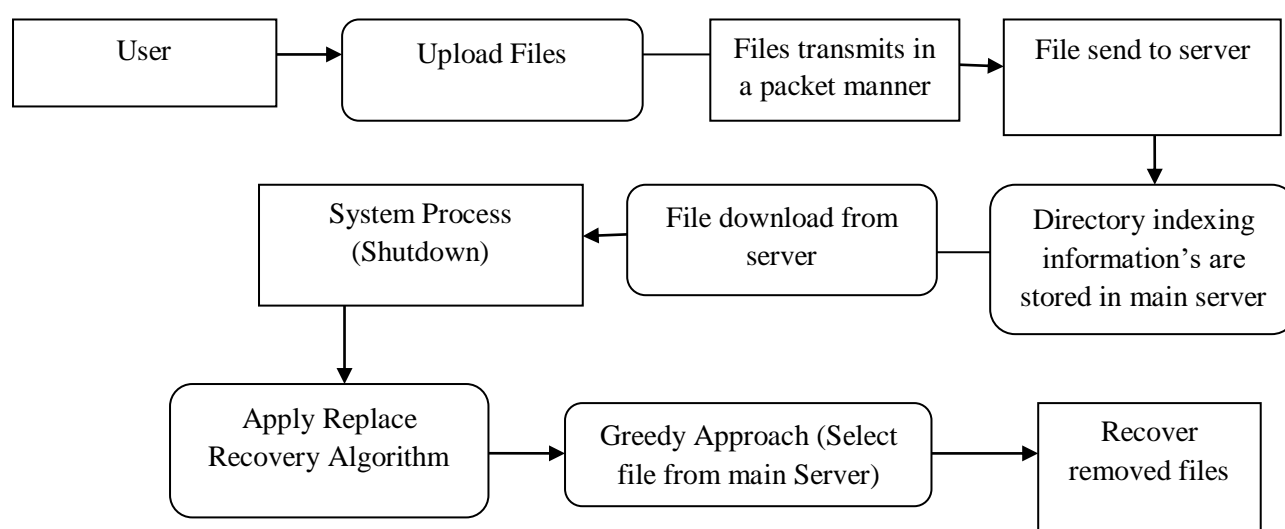 User
Upload Files
Files transmits in
a packet manner
File send to server
Directory indexing
information’s are
stored in main server
File download from
server
System Process
(Shutdown)
Apply Replace
Recovery Algorithm
Greedy Approach (Select
file from main Server)
Recover
removed files